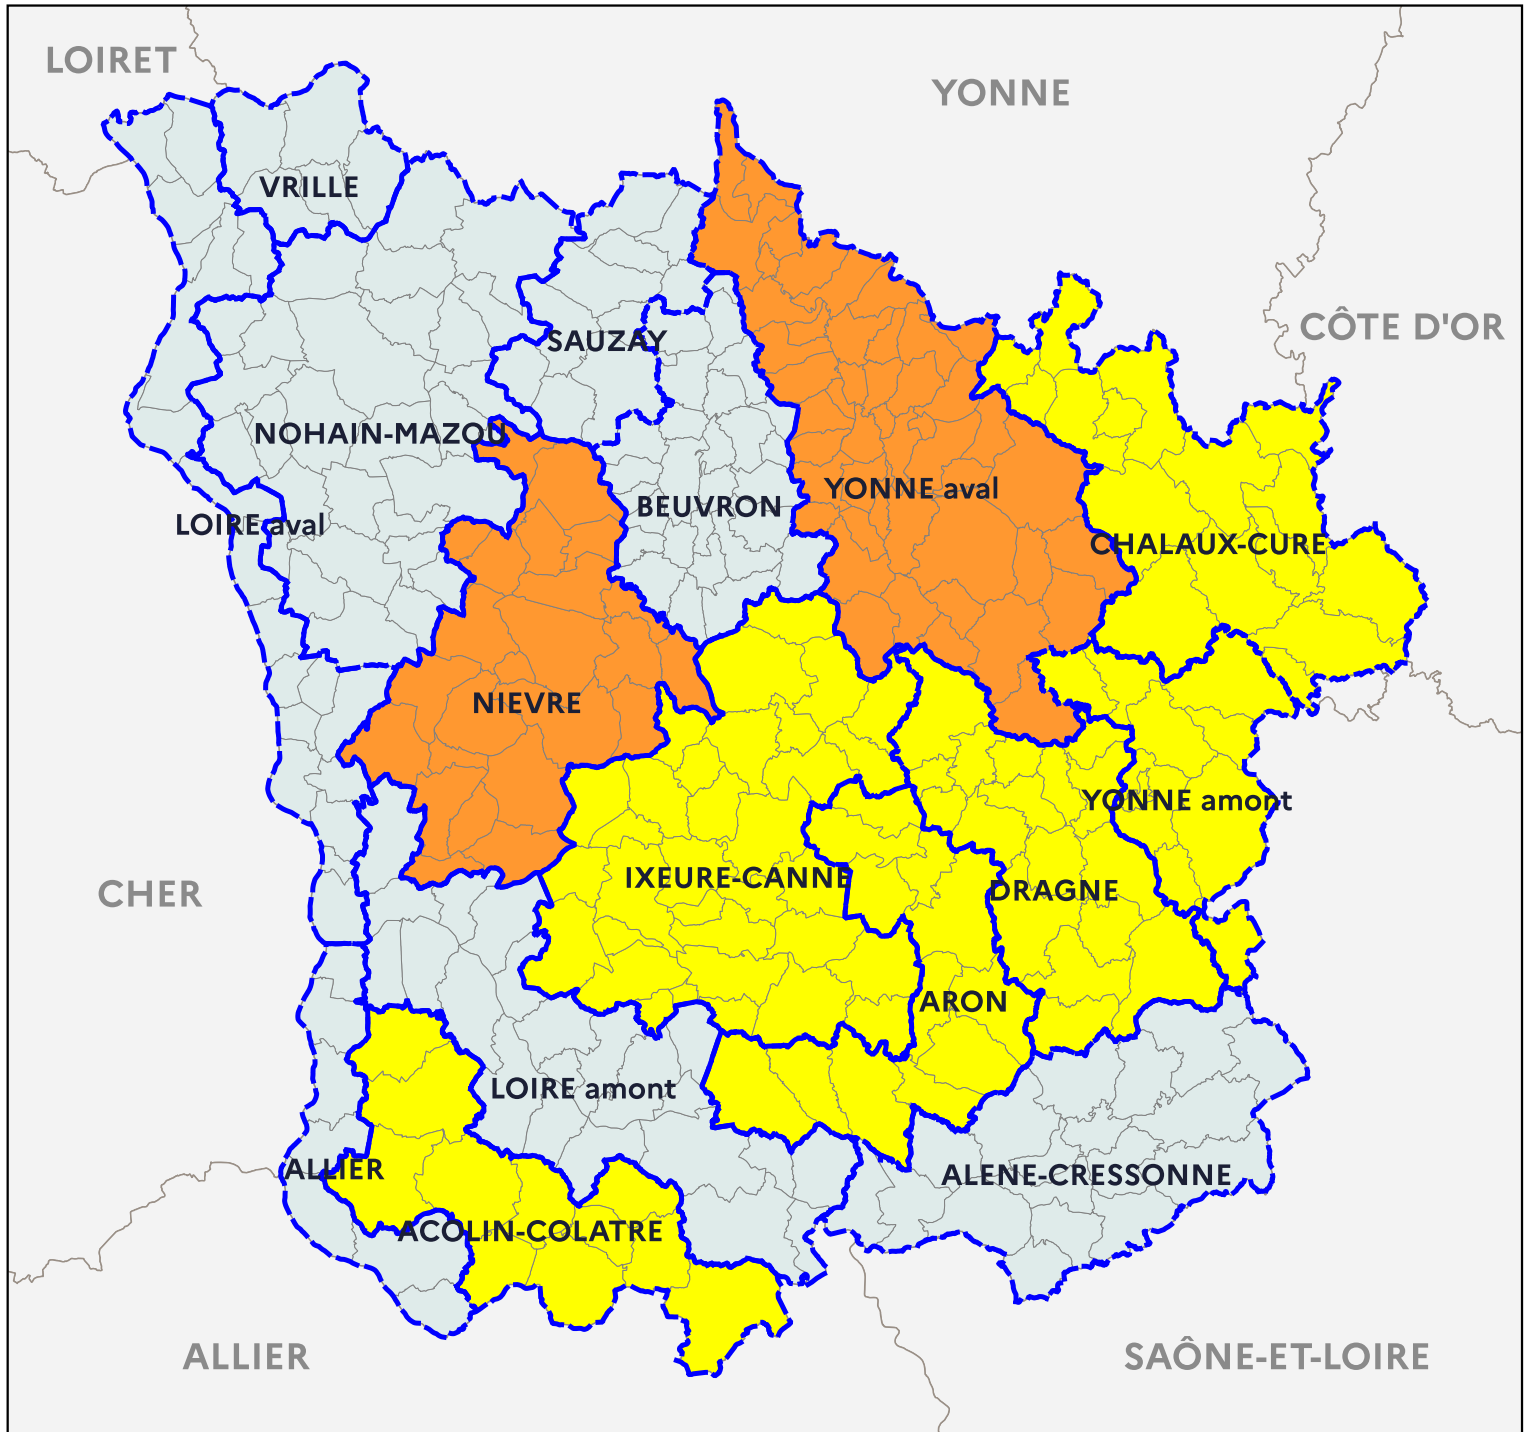 LOIRET
YONNE
VRILLE
CÔTE D'OR
SAUZAY
NOHAIN-MAZOU
YONNE aval
BEUVRON
LOIRE aval
CHALAUX-CURE
NIEVRE
YONNE amont
IXEURE-CANNE
DRAGNE
CHER
ARON
LOIRE amont
ALLIER
ALENE-CRESSONNE
ACOLIN-COLATRE
ALLIER
SAÔNE-ET-LOIRE